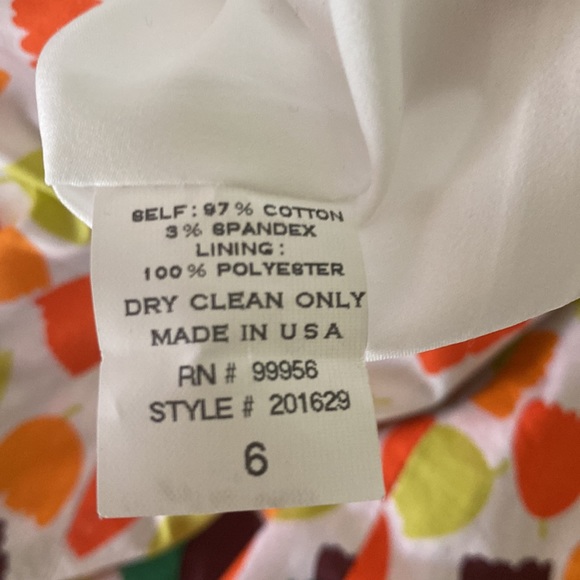 SELF: 97% COTTON
3% SPANDEX
LINING:
100% POLYESTER
DRY CLEAN ONLY
MADE IN USA
RN # 99956
STYLE # 201629
6